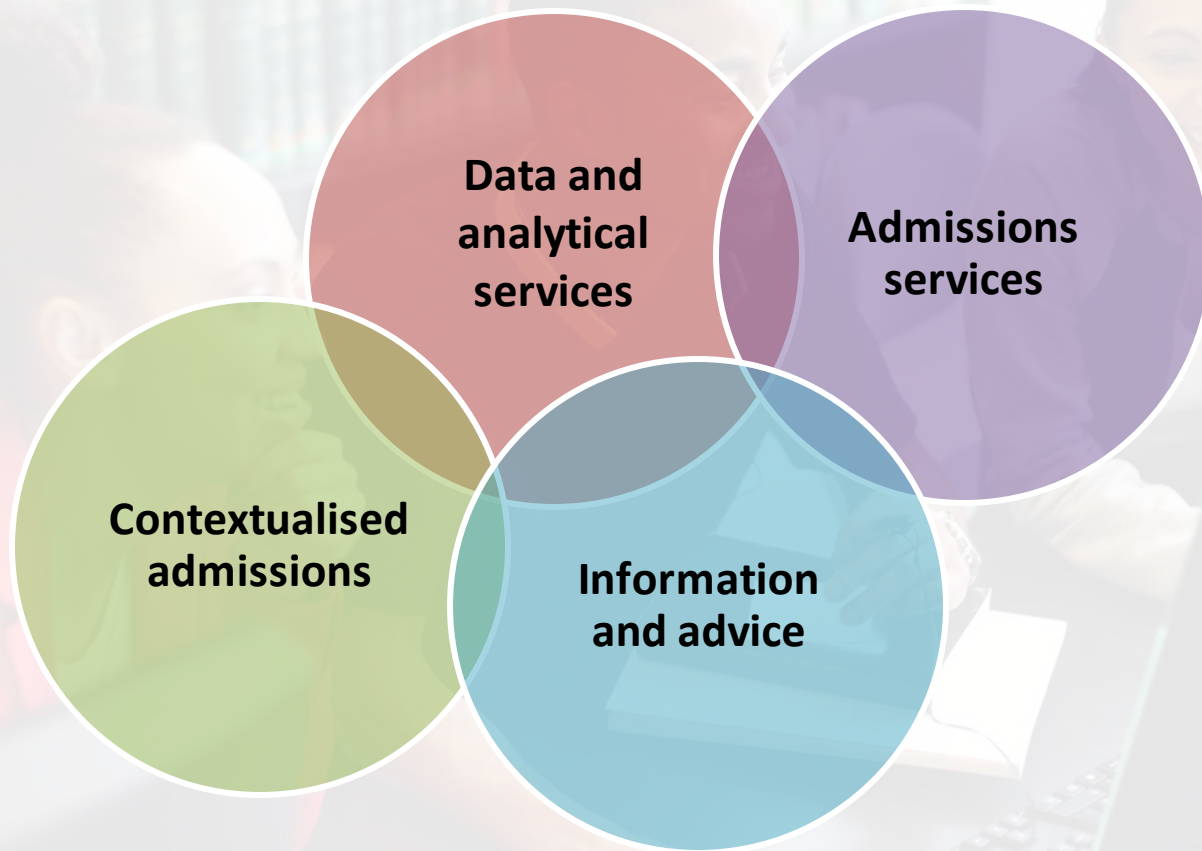 Data and
analytical
services
Admissions
services
Contextualised
admissions
Information
and advice